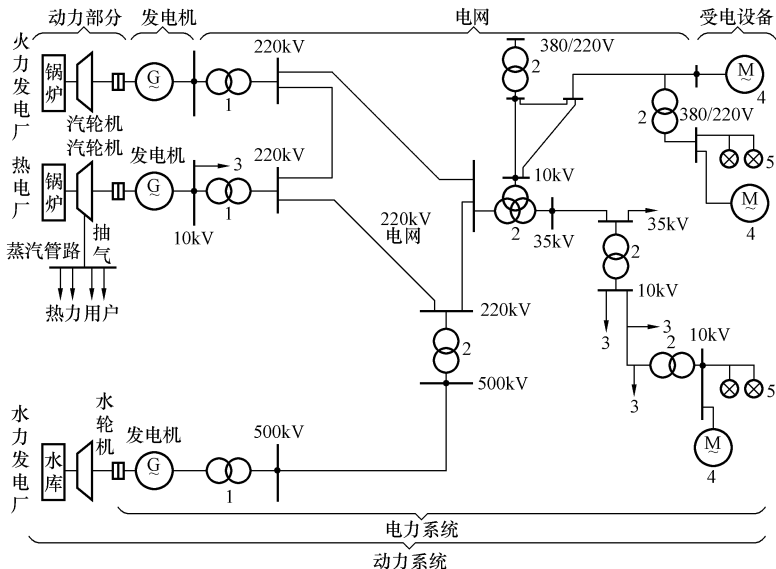 动力部分
发电机
电网
受电设备
火力发电厂
锅炉
汽轮机
G
~
1
220kV
380/220V
2
M
~
4
2
380/220V
5
M
~
4
热电厂
锅炉
汽轮机
发电机
G
~
3
10kV
1
220kV
抽气
蒸汽管路
热力用户
220kV
电网
10kV
2
35kV
35kV
2
10kV
3
3
3
2
10kV
5
M
~
4
220kV
2
500kV
水力发电厂
水库
水轮机
发电机
G
~
1
500kV
电力系统
动力系统